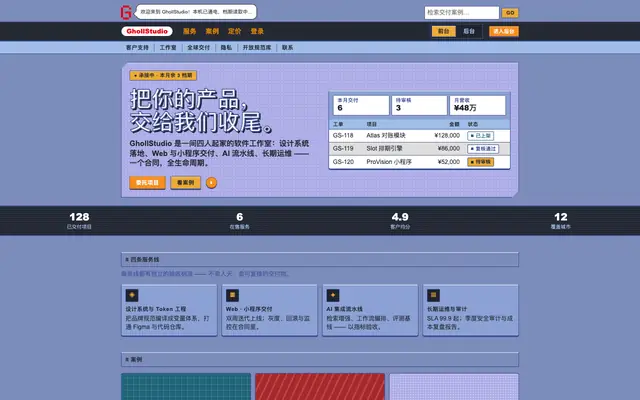 欢迎来到 GhollStudio! 本机已通电，档期读取中…
检索交付案例…
GO
GhollStudio
服务 案例 定价 登录
前台 后台
进入后台
客户支持 工作室 全球交付 隐私 开放规范库 联系
承接中 · 本月余 3 档期
把你的产品，
交给我们收尾。
GhollStudio 是一间四人起家的软件工作室：设计系统
落地、Web 与小程序交付、AI 流水线、长期运维 ——
一个合同，全生命周期。
委托项目 看案例
本月交付 待审核 月营收
6 3 ¥48万
工单 项目 金额 状态
GS-118 Atlas 对账模块 ¥128,000 已上架
GS-119 Slot 排期引擎 ¥86,000 复核通过
GS-120 ProVision 小程序 ¥52,000 待审核
128 6 4.9 12
已交付项目 在售服务 客户均分 覆盖城市
四条服务线
设计系统与 Token 工程
把品牌规范编译成变量体系，打
通 Figma 与代码仓库。
Web · 小程序交付
双周迭代上线；灰度、回滚与监
控在合同里。
AI 集成流水线
检索增强、工作流编排、评测基
线 —— 以指标验收。
长期运维与审计
SLA 99.9 起；季度安全审计与成
本复盘报告。
案例